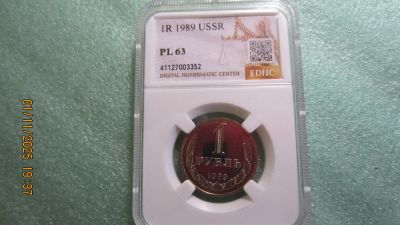 1R 1989 USSR
PL 63
41127003352
DIGITAL NUMISMATIC CENTER
DNC
1
РУБЛЬ
1989
01/11/2025 19:37